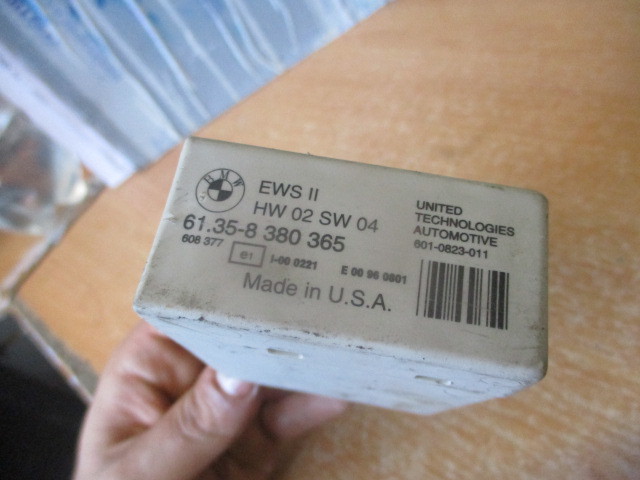 BMW
EWS II
HW 02 SW 04
61.35-8 380 365
608 377
e1
I-00 0221
E 00 96 0801
Made in U.S.A.
UNITED
TECHNOLOGIES
AUTOMOTIVE
601-0823-011